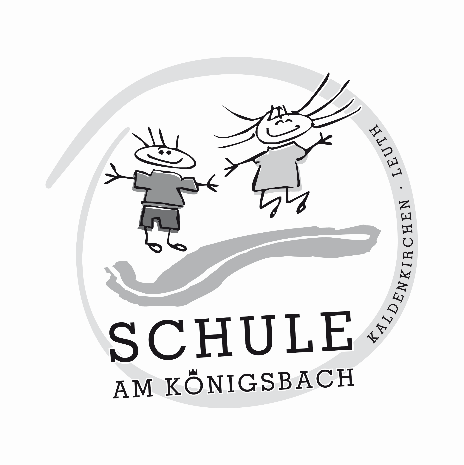 SCHULE
AM KÖNIGSBACH
KALDENKIRCHEN · LEUTH